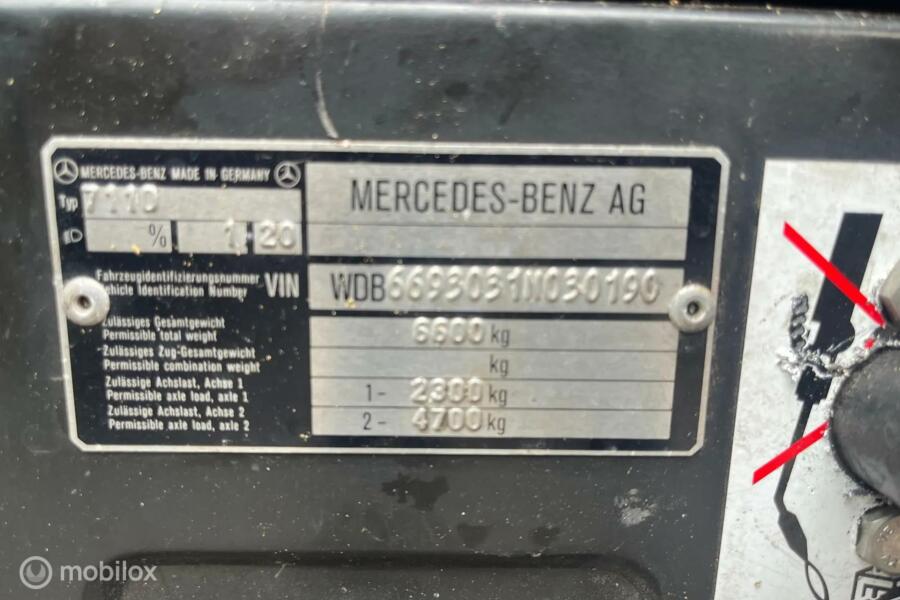 MERCEDES-BENZ MADE IN GERMANY
Typ 711D
% 1,20
MERCEDES-BENZ AG
Fahrzeugidentifizierungsnummer
Vehicle Identification Number VIN WDB6693031N030190
Zulässiges Gesamtgewicht
Permissible total weight 6600 kg
Zulässiges Zug-Gesamtgewicht
Permissible combination weight kg
Zulässige Achslast, Achse 1
Permissible axle load, axle 1 1- 2300 kg
Zulässige Achslast, Achse 2
Permissible axle load, axle 2 2- 4700 kg
mobilox